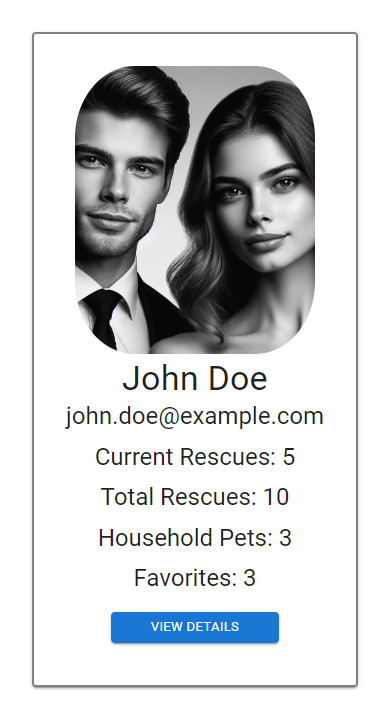 John Doe
john.doe@example.com
Current Rescues: 5
Total Rescues: 10
Household Pets: 3
Favorites: 3
VIEW DETAILS